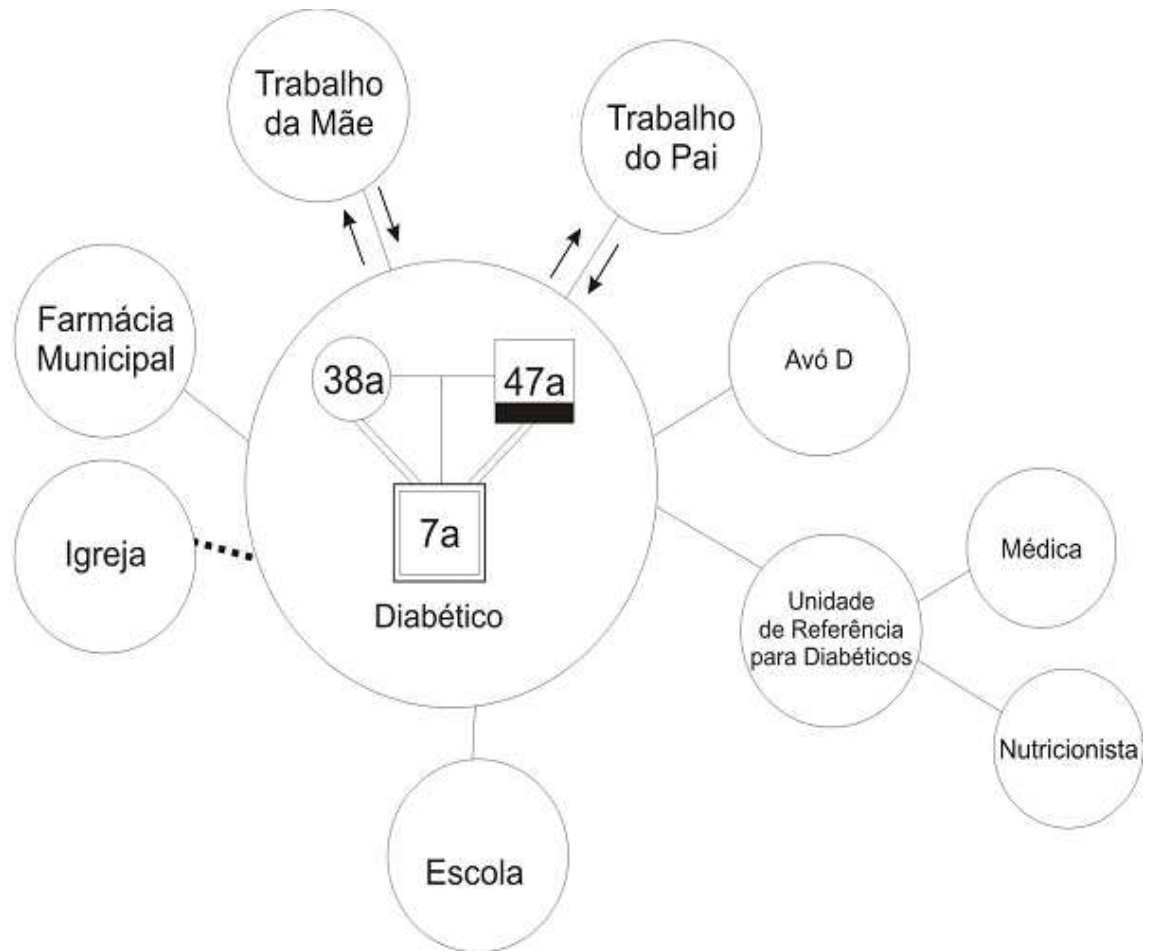 Trabalho
da Mãe
Trabalho
do Pai
Farmácia
Municipal
38a
47a
Avó D
7a
Diabético
Igreja
Médica
Unidade
de Referência
para Diabéticos
Nutricionista
Escola